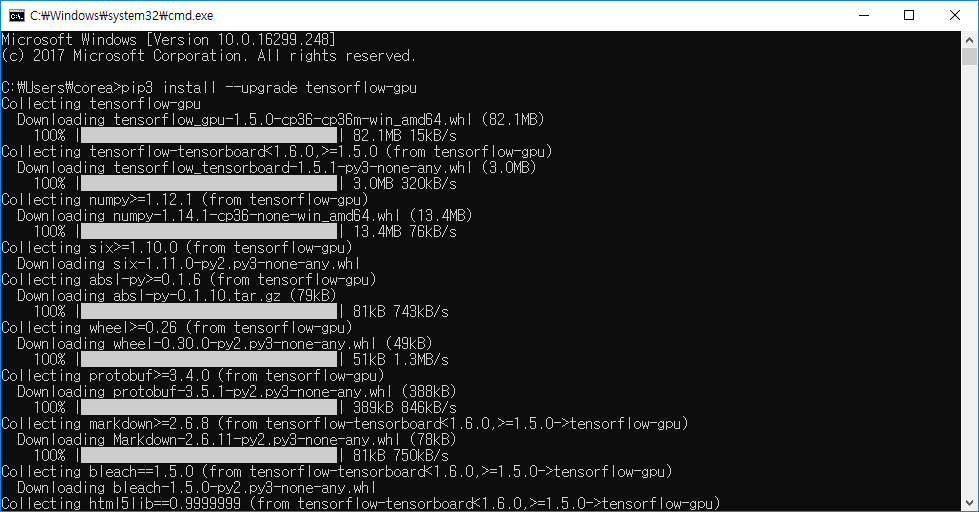 C:₩Windows₩system32₩cmd.exe
Microsoft Windows [Version 10.0.16299.248]
(c) 2017 Microsoft Corporation. All rights reserved.
C:₩Users₩corea>pip3 install --upgrade tensorflow-gpu
Collecting tensorflow-gpu
Downloading tensorflow_gpu-1.5.0-cp36-cp36m-win_amd64.whl (82.1MB)
100% |████████████████████████████████| 82.1MB 15kB/s
Collecting tensorflow-tensorboard<1.6.0,>=1.5.0 (from tensorflow-gpu)
Downloading tensorflow_tensorboard-1.5.1-py3-none-any.whl (3.0MB)
100% |████████████████████████████████| 3.0MB 320kB/s
Collecting numpy>=1.12.1 (from tensorflow-gpu)
Downloading numpy-1.14.1-cp36-none-win_amd64.whl (13.4MB)
100% |████████████████████████████████| 13.4MB 76kB/s
Collecting six>=1.10.0 (from tensorflow-gpu)
Downloading six-1.11.0-py2.py3-none-any.whl
Collecting absl-py>=0.1.6 (from tensorflow-gpu)
Downloading absl-py-0.1.10.tar.gz (79kB)
100% |████████████████████████████████| 81kB 743kB/s
Collecting wheel>=0.26 (from tensorflow-gpu)
Downloading wheel-0.30.0-py2.py3-none-any.whl (49kB)
100% |████████████████████████████████| 51kB 1.3MB/s
Collecting protobuf>=3.4.0 (from tensorflow-gpu)
Downloading protobuf-3.5.1-py2.py3-none-any.whl (388kB)
100% |████████████████████████████████| 389kB 846kB/s
Collecting markdown>=2.6.8 (from tensorflow-tensorboard<1.6.0,>=1.5.0->tensorflow-gpu)
Downloading Markdown-2.6.11-py2.py3-none-any.whl (78kB)
100% |████████████████████████████████| 81kB 750kB/s
Collecting bleach==1.5.0 (from tensorflow-tensorboard<1.6.0,>=1.5.0->tensorflow-gpu)
Downloading bleach-1.5.0-py2.py3-none-any.whl
Collecting html5lib==0.9999999 (from tensorflow-tensorboard<1.6.0,>=1.5.0->tensorflow-gpu)